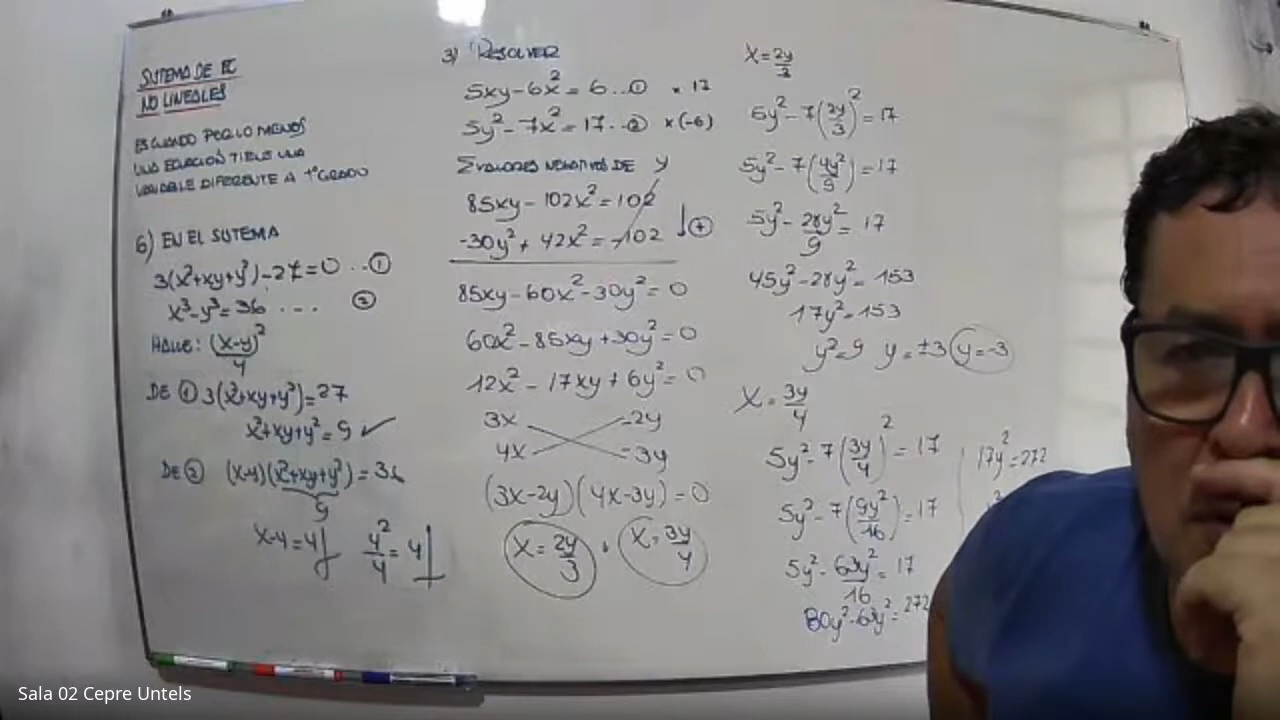 SISTEMA DE EC
NO LINEALES
ES CUANDO POR LO MENOS
UNA ECUACIÓN TIENE UNA
VARIABLE DIFERENTE A 1° GRADO
6) EN EL SISTEMA
3(x²+xy+y²)-27=0 ...①
x³-y³=36 .... ②
HALLE: (x-y)²/4
DE ① 3(x²+xy+y²)=27
x²+xy+y²=9 ✓
DE ② (x-y)(x²+xy+y²)=36
9
x-y=4 4²/4=4
3) RESOLVER
5xy-6x²=6...① × 17
5y²-7x²=17...② ×(-6)
Σ VALORES NEGATIVOS DE y
85xy-102x²=102
-30y²+42x²=-102 ↓(+)
85xy-60x²-30y²=0
60x²-85xy+30y²=0
12x²-17xy+6y²=0
3x -2y
4x -3y
(3x-2y)(4x-3y)=0
x=2y/3 , x=3y/4
x=2y/3
5y²-7(2y/3)²=17
5y²-7(4y²/9)=17
5y²-28y²/9=17
45y²-28y²=153
17y²=153
y²=9 y=±3 y=-3
x=3y/4
5y²-7(3y/4)²=17
5y²-7(9y²/16)=17
5y²-63y²/16=17
80y²-63y²=272
17y²=272
Sala 02 Cepre Untels